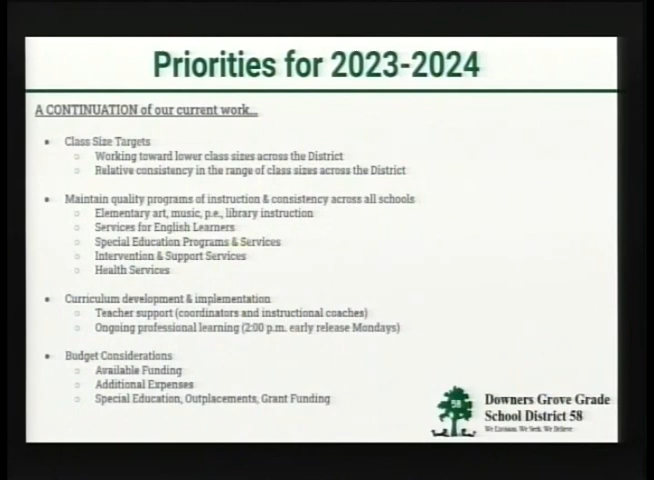 Priorities for 2023-2024
A CONTINUATION of our current work...
• Class Size Targets
○ Working toward lower class sizes across the District
○ Relative consistency in the range of class sizes across the District
• Maintain quality programs of instruction & consistency across all schools
○ Elementary art, music, p.e., library instruction
○ Services for English Learners
○ Special Education Programs & Services
○ Intervention & Support Services
○ Health Services
• Curriculum development & implementation
○ Teacher support (coordinators and instructional coaches)
○ Ongoing professional learning (2:00 p.m. early release Mondays)
• Budget Considerations
○ Available Funding
○ Additional Expenses
○ Special Education, Outplacements, Grant Funding
58
Downers Grove Grade
School District 58
We Educate. We Seek. We Believe